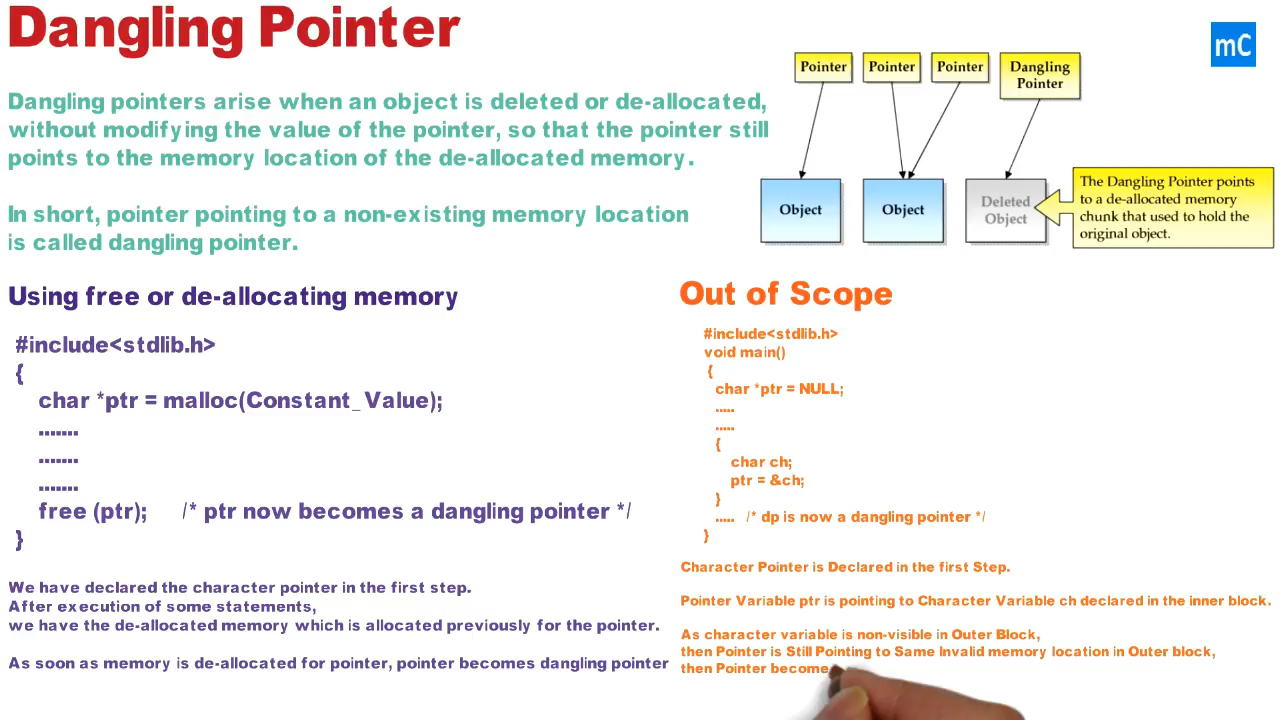 Dangling Pointer
mC
Dangling pointers arise when an object is deleted or de-allocated,
without modifying the value of the pointer, so that the pointer still
points to the memory location of the de-allocated memory.
In short, pointer pointing to a non-existing memory location
is called dangling pointer.
Pointer
Pointer
Pointer
Dangling
Pointer
Object
Object
Deleted
Object
The Dangling Pointer points
to a de-allocated memory
chunk that used to hold the
original object.
Using free or de-allocating memory
#include<stdlib.h>
{
char *ptr = malloc(Constant_Value);
.......
.......
.......
free (ptr); /* ptr now becomes a dangling pointer */
}
We have declared the character pointer in the first step.
After execution of some statements,
we have the de-allocated memory which is allocated previously for the pointer.
As soon as memory is de-allocated for pointer, pointer becomes dangling pointer
Out of Scope
#include<stdlib.h>
void main()
{
char *ptr = NULL;
.....
.....
{
char ch;
ptr = &ch;
}
..... /* dp is now a dangling pointer */
}
Character Pointer is Declared in the first Step.
Pointer Variable ptr is pointing to Character Variable ch declared in the inner block.
As character variable is non-visible in Outer Block,
then Pointer is Still Pointing to Same Invalid memory location in Outer block,
then Pointer become